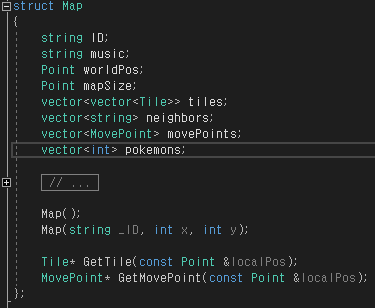 struct Map
{
string ID;
string music;
Point worldPos;
Point mapSize;
vector<vector<Tile>> tiles;
vector<string> neighbors;
vector<MovePoint> movePoints;
vector<int> pokemons;
// ...
Map();
Map(string _ID, int x, int y);
Tile* GetTile(const Point &localPos);
MovePoint* GetMovePoint(const Point &localPos);
};